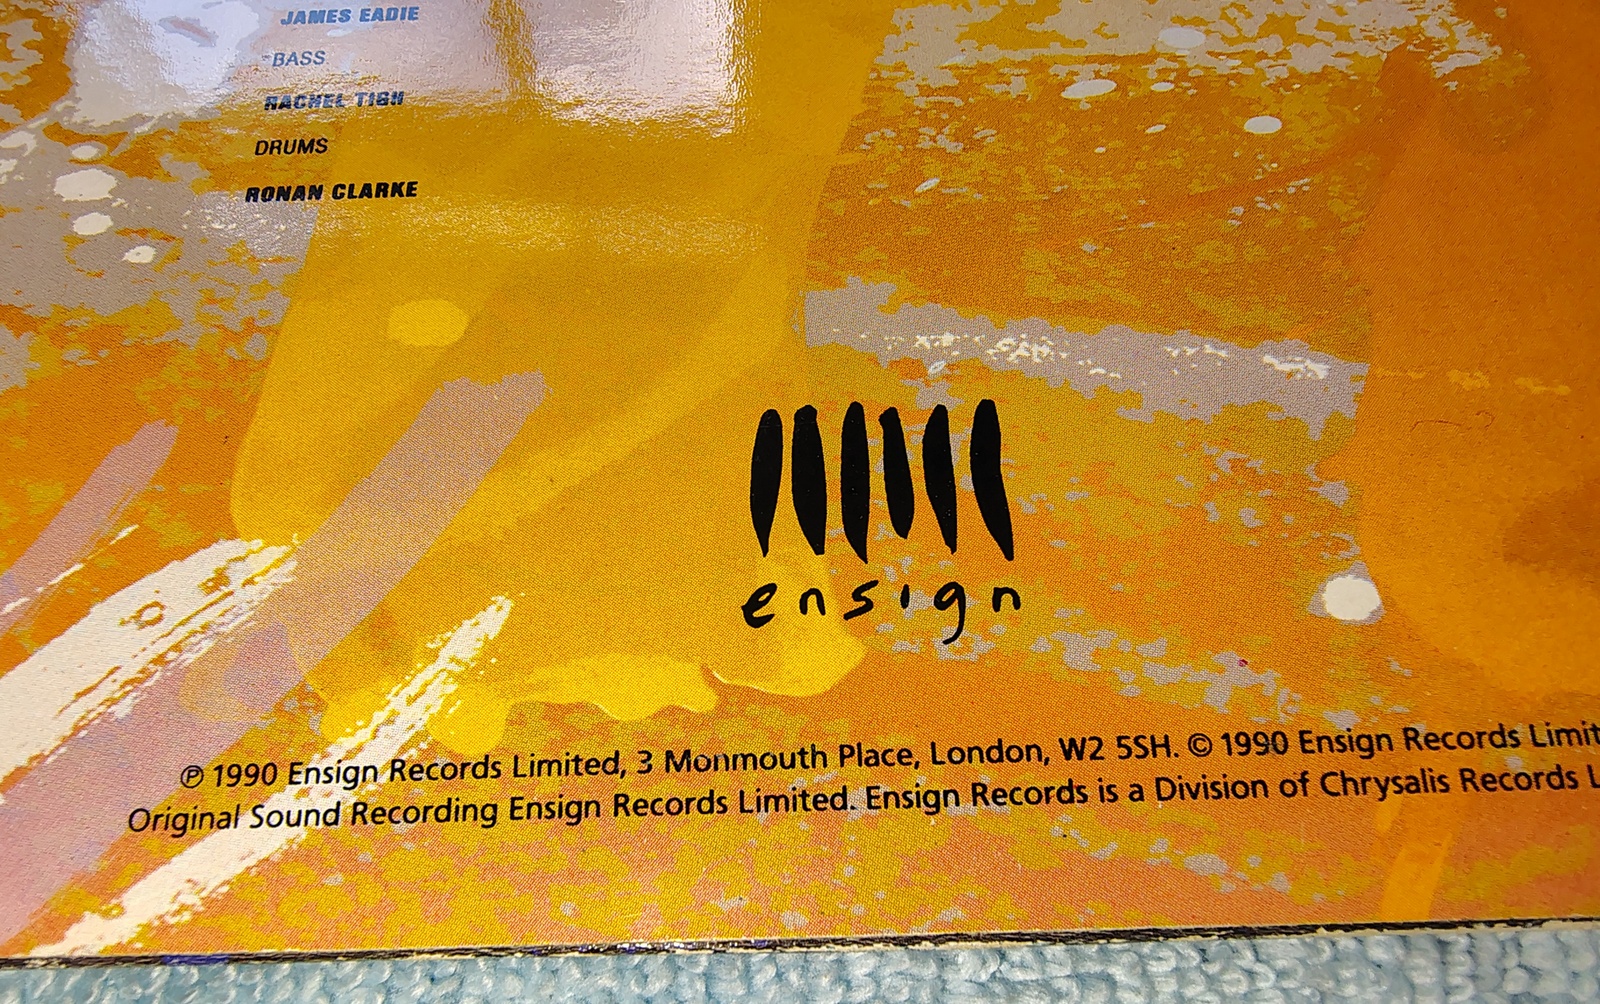 JAMES EADIE
BASS
RACHEL TIGH
DRUMS
RONAN CLARKE
ensign
℗ 1990 Ensign Records Limited, 3 Monmouth Place, London, W2 5SH. © 1990 Ensign Records Limit
Original Sound Recording Ensign Records Limited. Ensign Records is a Division of Chrysalis Records L